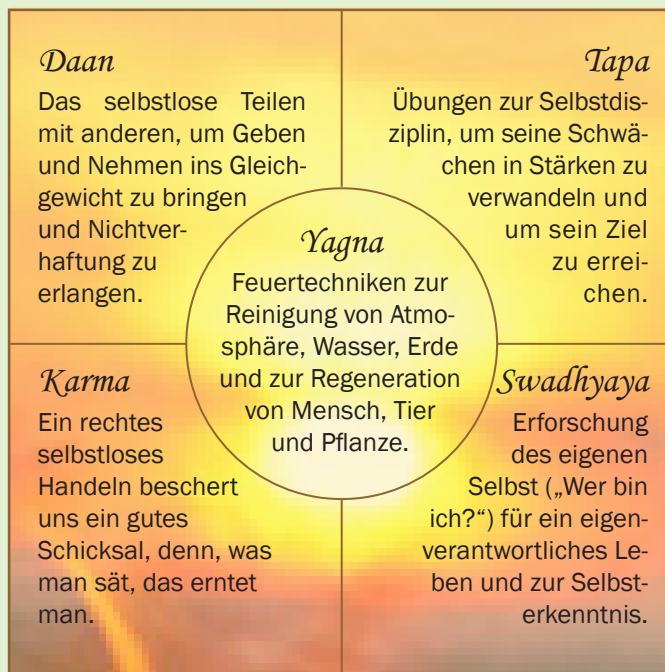 Daan
Das selbstlose Teilen
mit anderen, um Geben
und Nehmen ins Gleich-
gewicht zu bringen
und Nichtver-
haftung zu
erlangen.
Tapa
Übungen zur Selbstdis-
ziplin, um seine Schwä-
chen in Stärken zu
verwandeln und
um sein Ziel
zu errei-
chen.
Yagna
Feuertechniken zur
Reinigung von Atmo-
sphäre, Wasser, Erde
und zur Regeneration
von Mensch, Tier
und Pflanze.
Karma
Ein rechtes
selbstloses
Handeln beschert
uns ein gutes
Schicksal, denn, was
man sät, das erntet
man.
Swadhyaya
Erforschung
des eigenen
Selbst („Wer bin
ich?“) für ein eigen-
verantwortliches Le-
ben und zur Selbst-
erkenntnis.